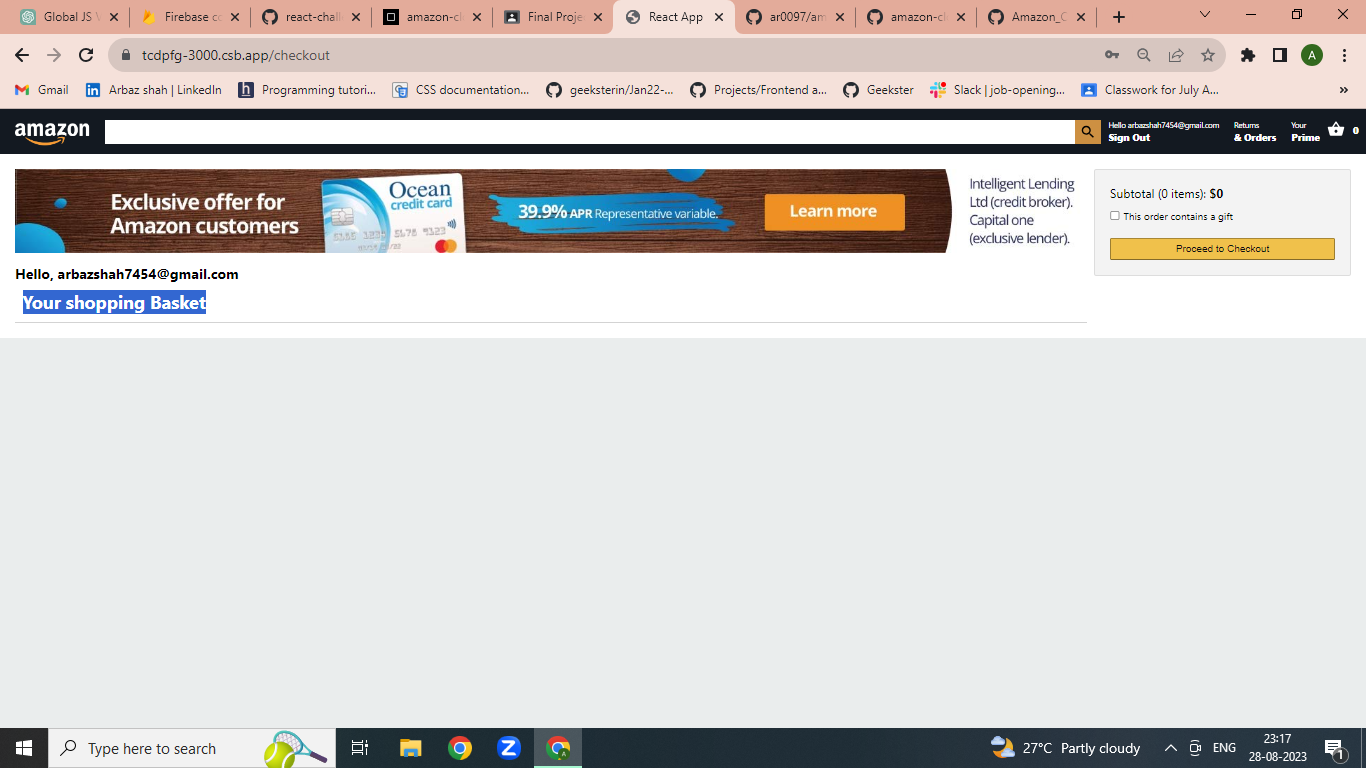 Global JS
Firebase co
react-chall
amazon-cl
Final Proje
React App
ar0097/am
amazon-cl
Amazon_C
tcdpfg-3000.csb.app/checkout
A
Gmail
Arbaz shah | LinkedIn
Programming tutori...
CSS documentation...
geeksterin/Jan22-...
Projects/Frontend a...
Geekster
Slack | job-opening...
Classwork for July A...
»
amazon
Hello arbazshah7454@gmail.com
Sign Out
Returns
& Orders
Your
Prime
0
Exclusive offer for
Amazon customers
Ocean
credit card
39.9% APR Representative variable.
Learn more
Intelligent Lending
Ltd (credit broker).
Capital one
(exclusive lender).
Subtotal (0 items): $0
This order contains a gift
Proceed to Checkout
Hello, arbazshah7454@gmail.com
Your shopping Basket
Type here to search
27°C Partly cloudy
ENG
23:17
28-08-2023
1